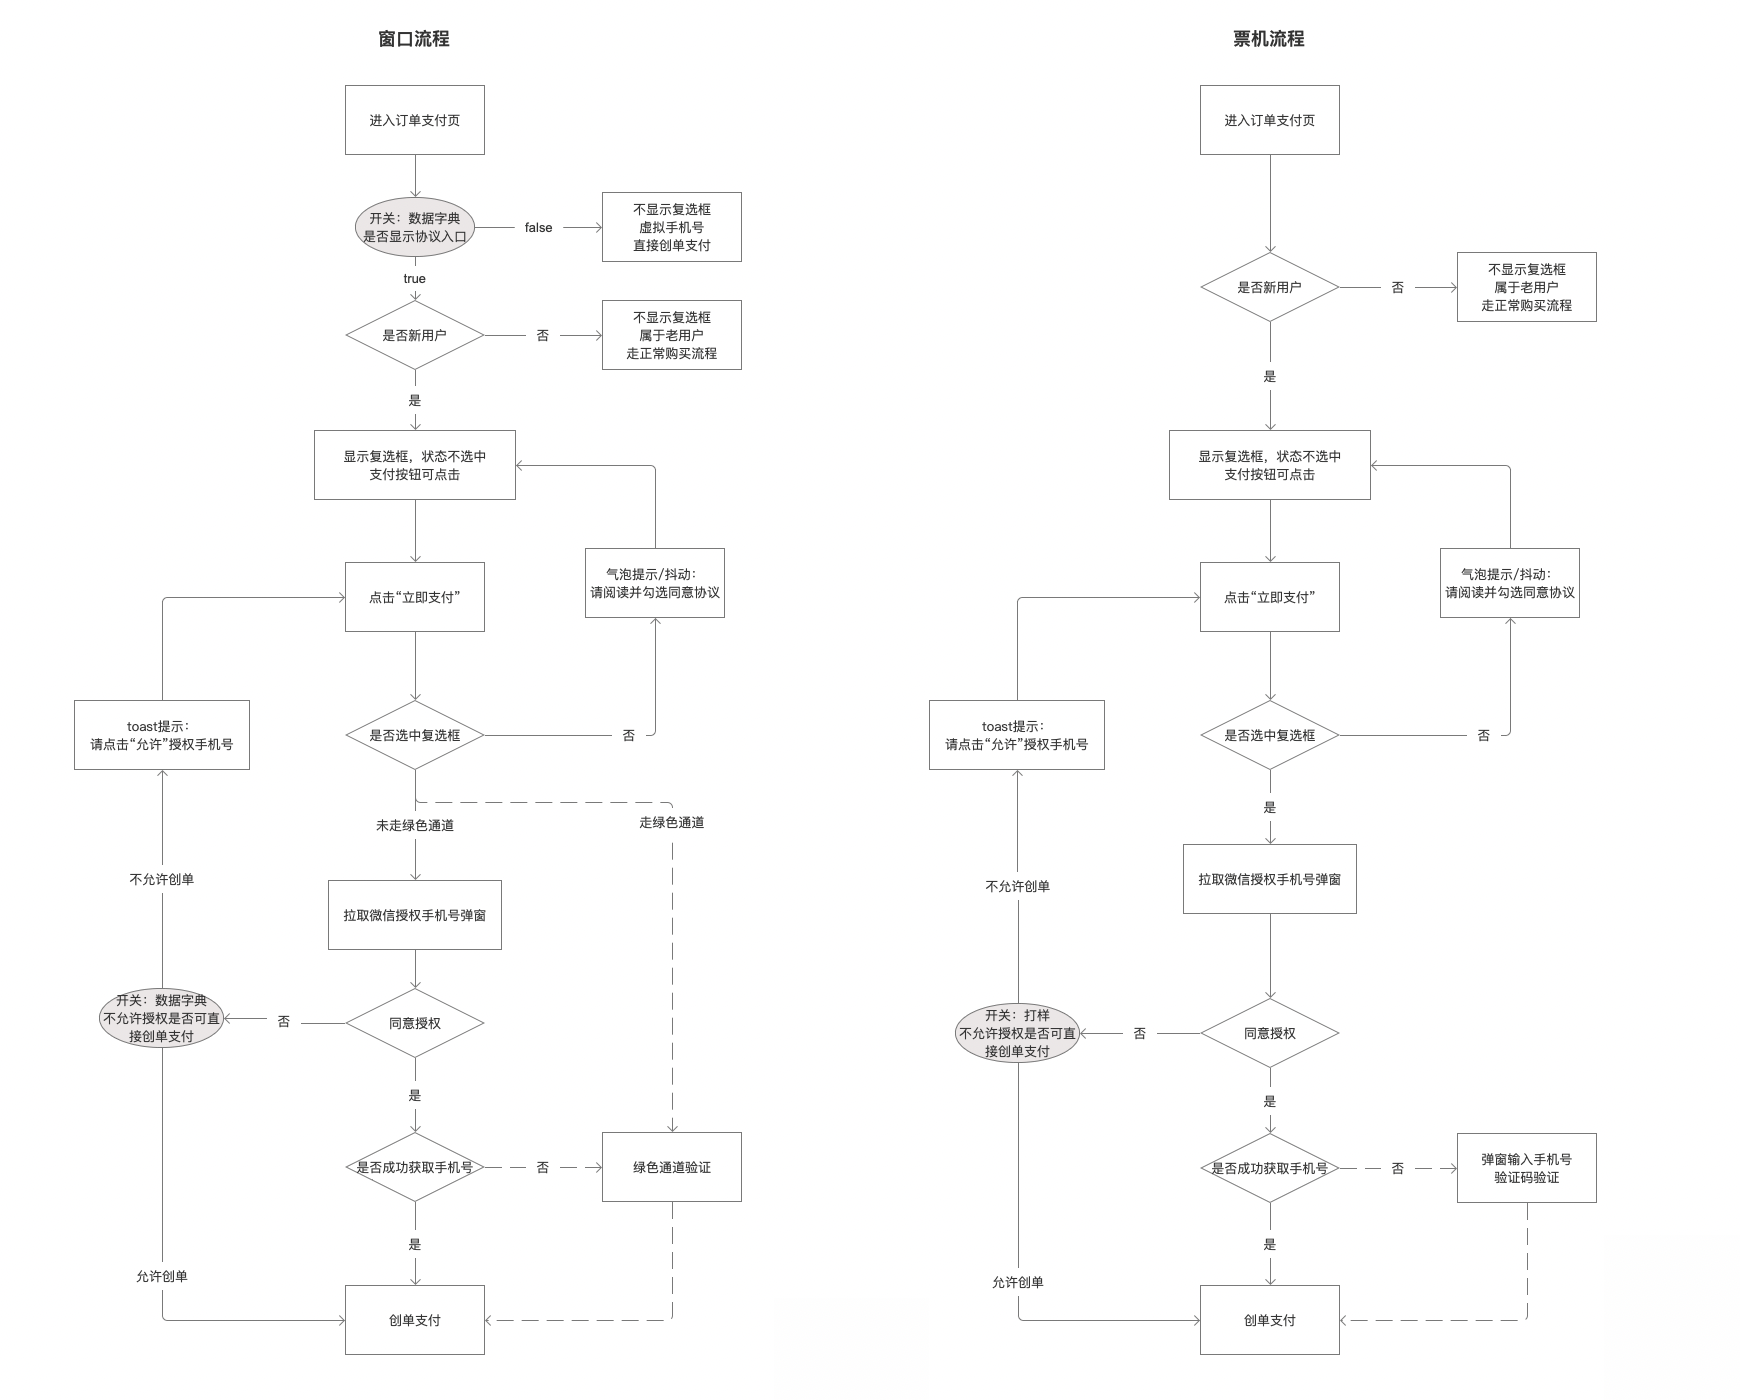 窗口流程
进入订单支付页
开关：数据字典
是否显示协议入口
false
不显示复选框
虚拟手机号
直接创单支付
true
是否新用户
否
不显示复选框
属于老用户
走正常购买流程
是
显示复选框，状态不选中
支付按钮可点击
气泡提示/抖动：
请阅读并勾选同意协议
点击“立即支付”
toast提示：
请点击“允许”授权手机号
是否选中复选框
否
未走绿色通道
走绿色通道
不允许创单
拉取微信授权手机号弹窗
开关：数据字典
不允许授权是否可直
接创单支付
否
同意授权
是
是否成功获取手机号
否
绿色通道验证
是
允许创单
创单支付
票机流程
进入订单支付页
是否新用户
否
不显示复选框
属于老用户
走正常购买流程
是
显示复选框，状态不选中
支付按钮可点击
气泡提示/抖动：
请阅读并勾选同意协议
点击“立即支付”
toast提示：
请点击“允许”授权手机号
是否选中复选框
否
是
不允许创单
拉取微信授权手机号弹窗
开关：打样
不允许授权是否可直
接创单支付
否
同意授权
是
是否成功获取手机号
否
弹窗输入手机号
验证码验证
是
允许创单
创单支付